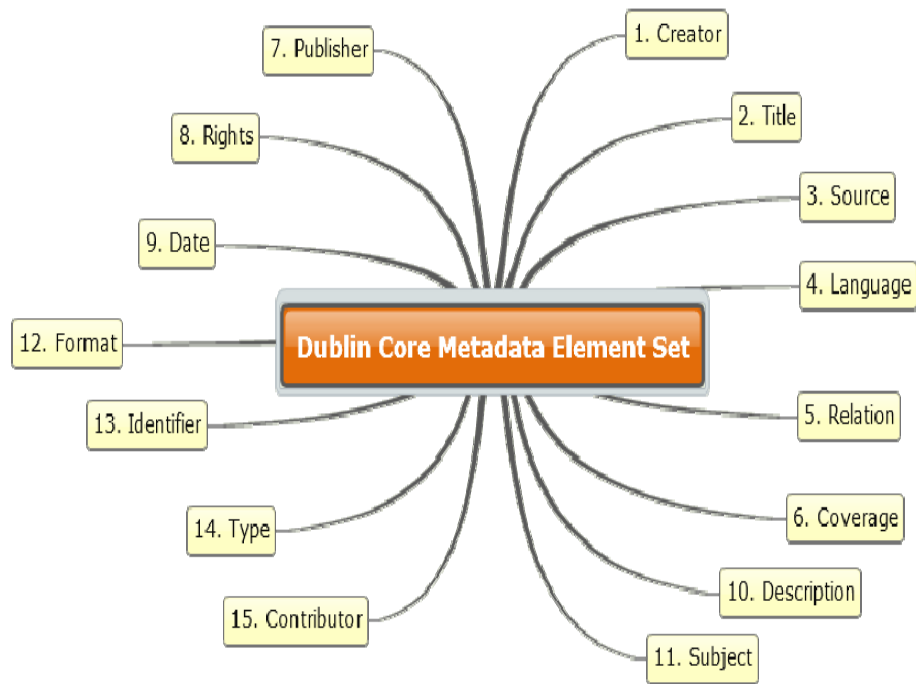 7. Publisher
1. Creator
2. Title
8. Rights
3. Source
9. Date
4. Language
Dublin Core Metadata Element Set
12. Format
5. Relation
13. Identifier
6. Coverage
14. Type
10. Description
15. Contributor
11. Subject